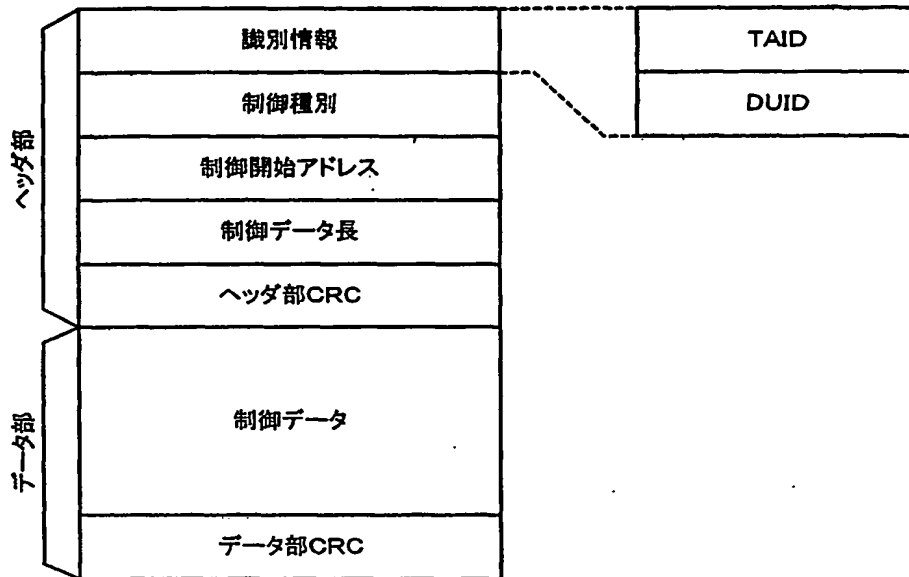 ヘッダ部
識別情報
制御種別
制御開始アドレス
制御データ長
ヘッダ部CRC
TAID
DUID
データ部
制御データ
データ部CRC